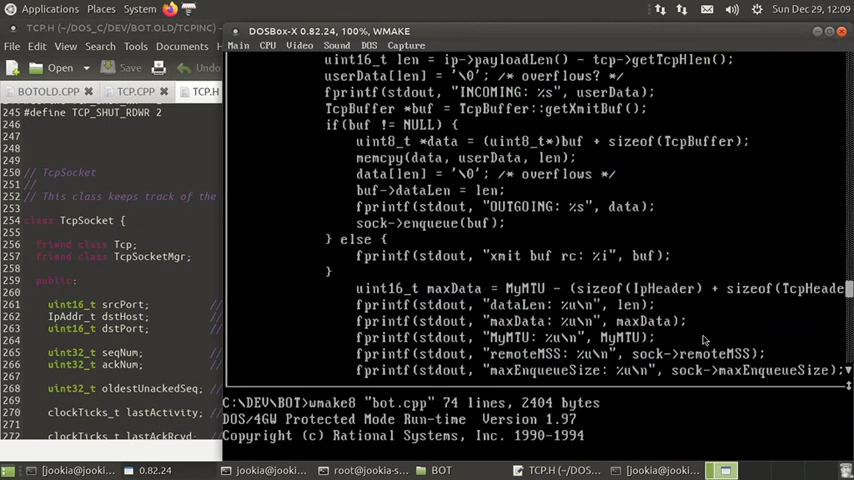 Applications Places System
Sun Dec 29, 12:09
TCP.H (~/DOS_C/DEV/BOT.OLD/TCPINC)
File Edit View Search Tools Documents
Open Save Undo
BOTOLD.CPP TCP.CPP TCP.H
245 #define TCP_SHUT_RDWR 2
246
247
248
249
250 // TcpSocket
251 //
252 // This class keeps track of the
253
254 class TcpSocket {
255
256 friend class Tcp;
257 friend class TcpSocketMgr;
258
259 public:
260
261 uint16_t srcPort; //
262 IpAddr_t dstHost; //
263 uint16_t dstPort; //
264
265 uint32_t seqNum; //
266 uint32_t ackNum; //
267
268 uint32_t oldestUnackedSeq; //
269
270 clockTicks_t lastActivity; //
271
272 clockTicks_t lastAckRcvd; //
DOSBox-X 0.82.24, 100%, WMAKE
Main CPU Video Sound DOS Capture
uint16_t len = ip->payloadLen() - tcp->getTcpHlen();
userData[len] = '\0'; /* overflows? */
fprintf(stdout, "INCOMING: %s", userData);
TcpBuffer *buf = TcpBuffer::getXmitBuf();
if(buf != NULL) {
uint8_t *data = (uint8_t*)buf + sizeof(TcpBuffer);
memcpy(data, userData, len);
data[len] = '\0'; /* overflows */
buf->dataLen = len;
fprintf(stdout, "OUTGOING: %s", data);
sock->enqueue(buf);
} else {
fprintf(stdout, "xmit buf rc: %i", buf);
}
uint16_t maxData = MyMTU - (sizeof(IpHeader) + sizeof(TcpHeade
fprintf(stdout, "dataLen: %u\n", len);
fprintf(stdout, "maxData: %u\n", maxData);
fprintf(stdout, "MyMTU: %u\n", MyMTU);
fprintf(stdout, "remoteMSS: %u\n", sock->remoteMSS);
fprintf(stdout, "maxEnqueueSize: %u\n", sock->maxEnqueueSize);
C:\DEV\BOT>wmake8 "bot.cpp" 74 lines, 2404 bytes
DOS/4GW Protected Mode Run-time Version 1.97
Copyright (c) Rational Systems, Inc. 1990-1994
[jookia@jooki... 0.82.24 jookia@jookia-... root@jookia-s... BOT TCP.H (~/DOS... [jookia@jooki...